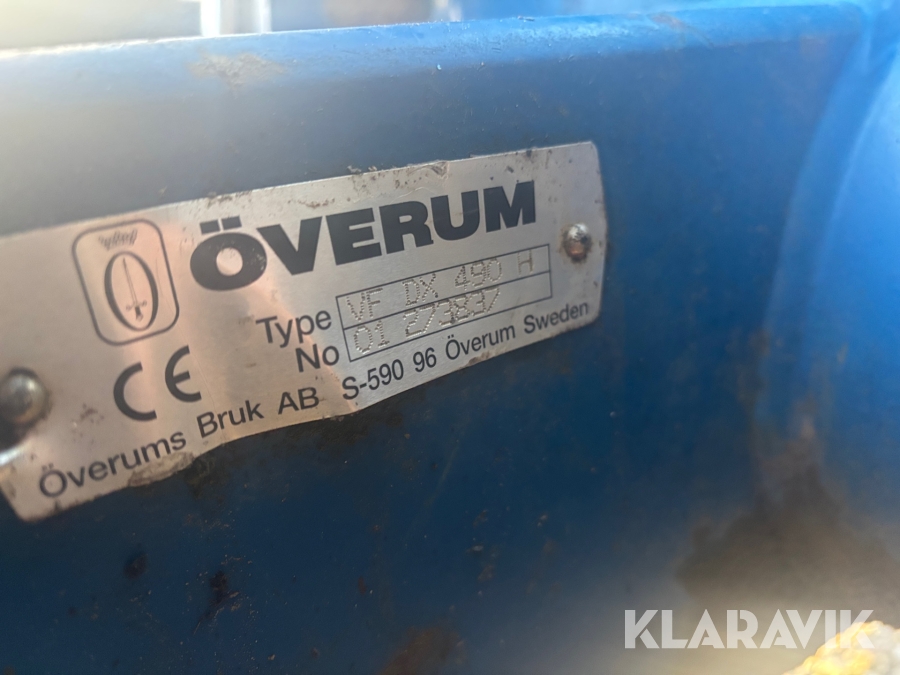 ÖVERUM
Type VF DX 490 H
No 01 273837
CE
Överums Bruk AB S-590 96 Överum Sweden
KLARAVIK